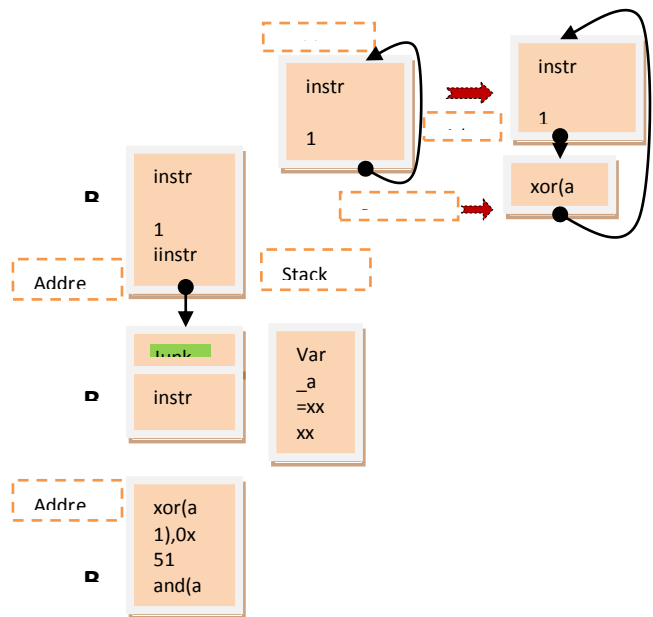 instr
1
instr
1
xor(a
instr
1
iinstr
Addre
Stack
Junk
instr
Var
_a
=xx
xx
Addre
xor(a
1),0x
51
and(a